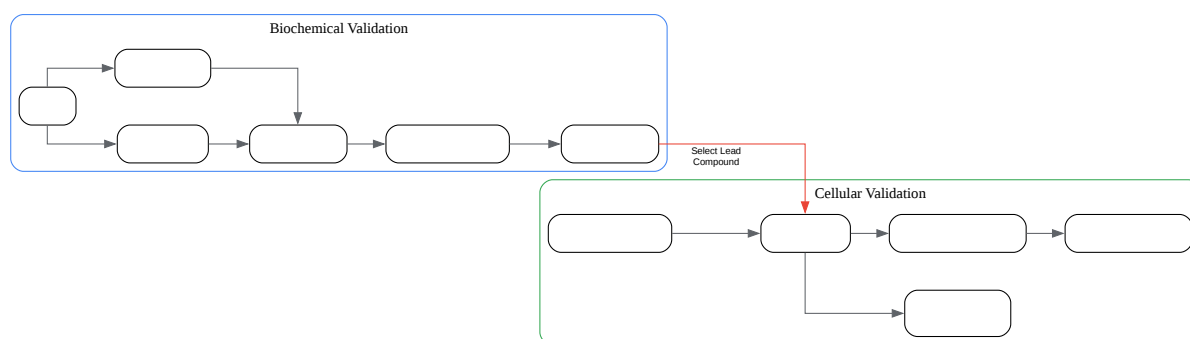 Biochemical Validation
Select Lead
Compound
Cellular Validation